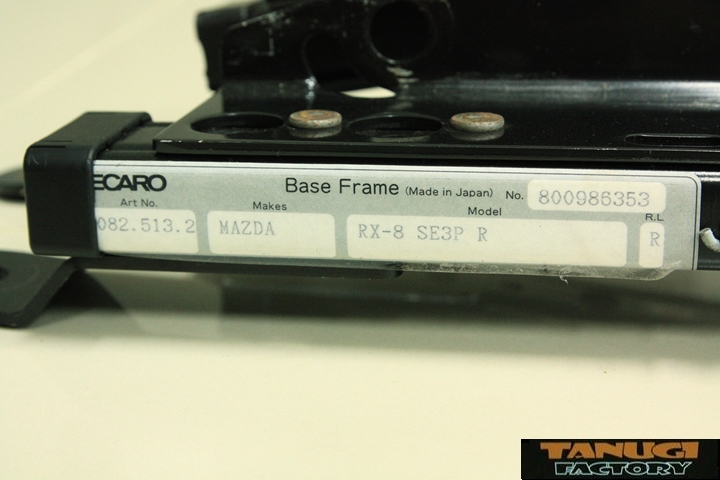 ECARO Base Frame (Made in Japan) No. 800986353
Art No. Makes Model R.L
082.513.2 MAZDA RX-8 SE3P R R
TANUGI
FACTORY